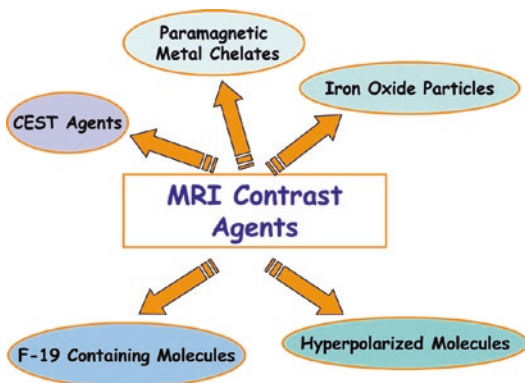 Paramagnetic
Metal Chelates
Iron Oxide Particles
CEST Agents
MRI Contrast
Agents
F-19 Containing Molecules
Hyperpolarized Molecules